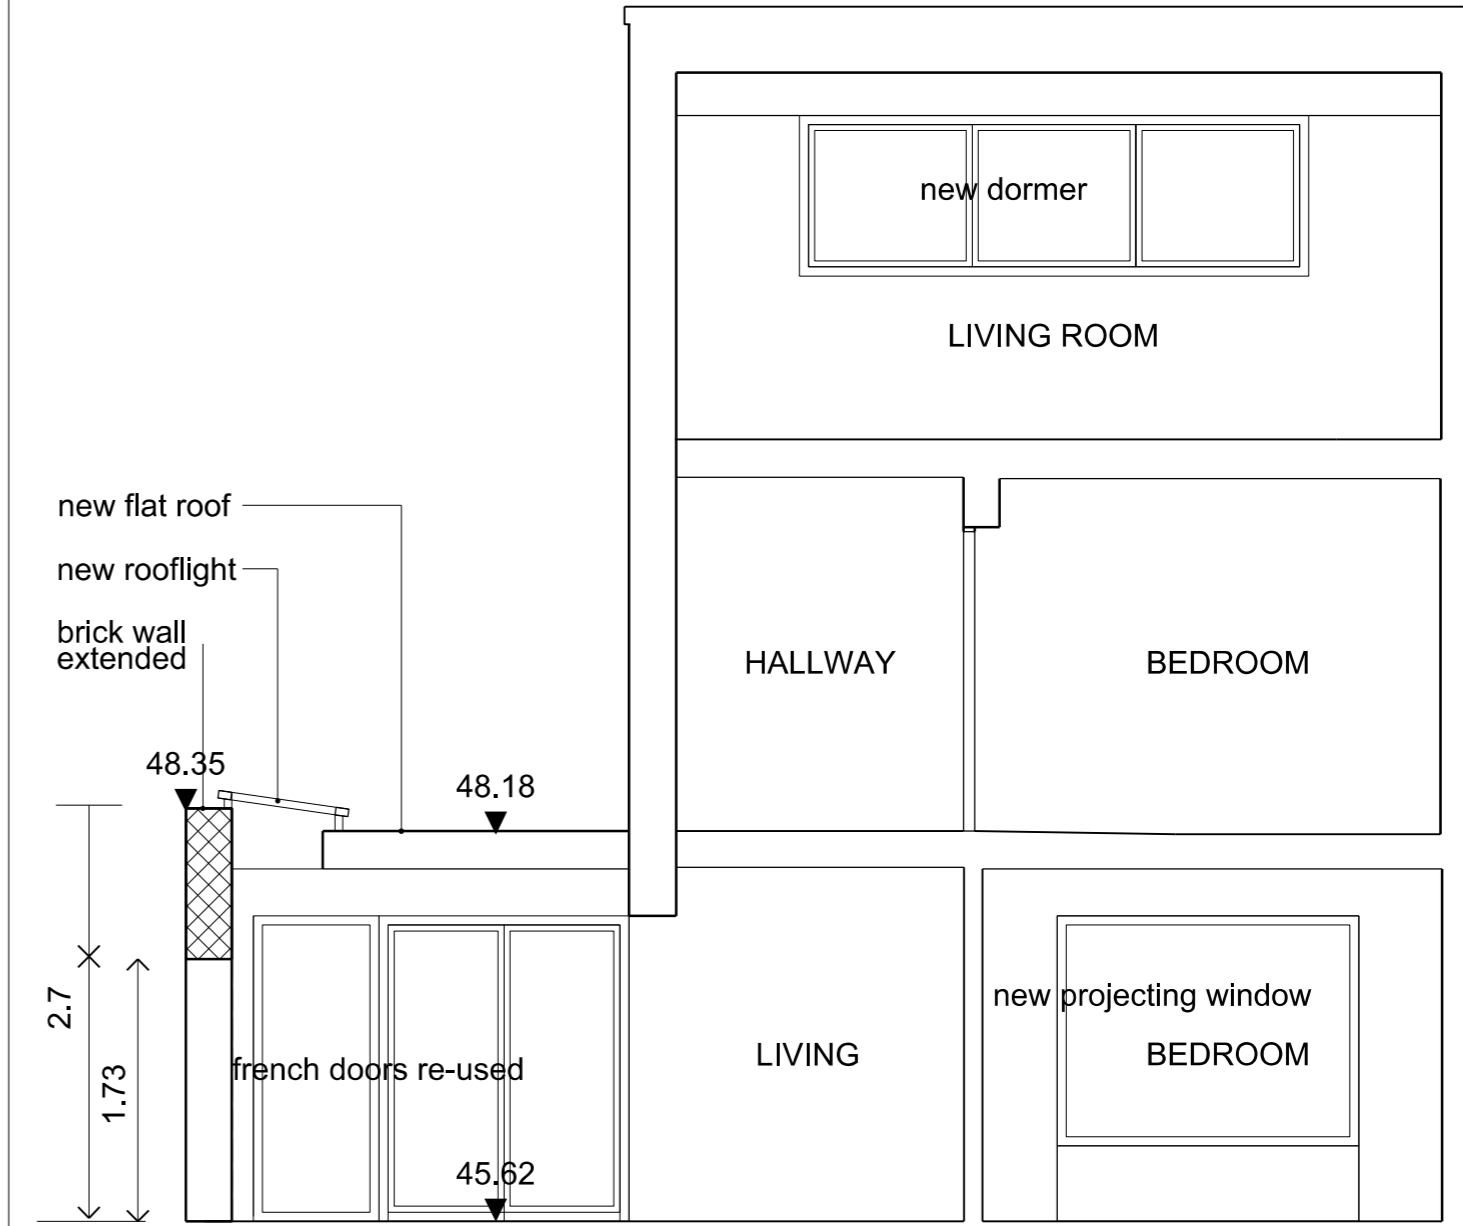 new dormer
LIVING ROOM
new flat roof
new rooflight
brick wall
extended
HALLWAY
BEDROOM
48.35
48.18
2.7
1.73
new projecting window
LIVING
BEDROOM
french doors re-used
45.62